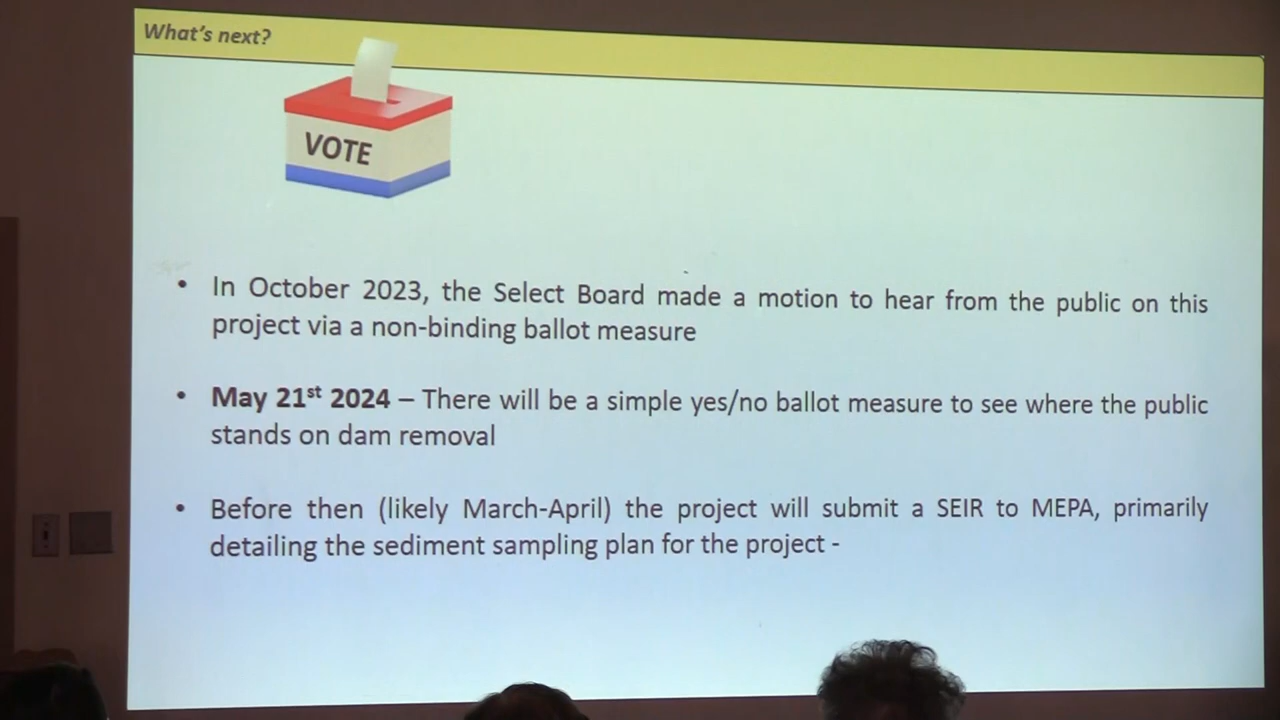 What's next?
VOTE
• In October 2023, the Select Board made a motion to hear from the public on this
project via a non-binding ballot measure
• May 21st 2024 – There will be a simple yes/no ballot measure to see where the public
stands on dam removal
• Before then (likely March-April) the project will submit a SEIR to MEPA, primarily
detailing the sediment sampling plan for the project -